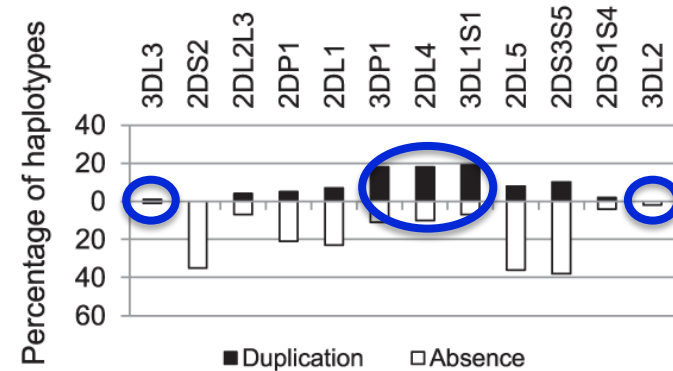 Percentage of haplotypes
3DL3
2DS2
2DL2L3
2DP1
2DL1
3DP1
2DL4
3DL1S1
2DL5
2DS3S5
2DS1S4
3DL2
40
20
0
20
40
60
Duplication
Absence